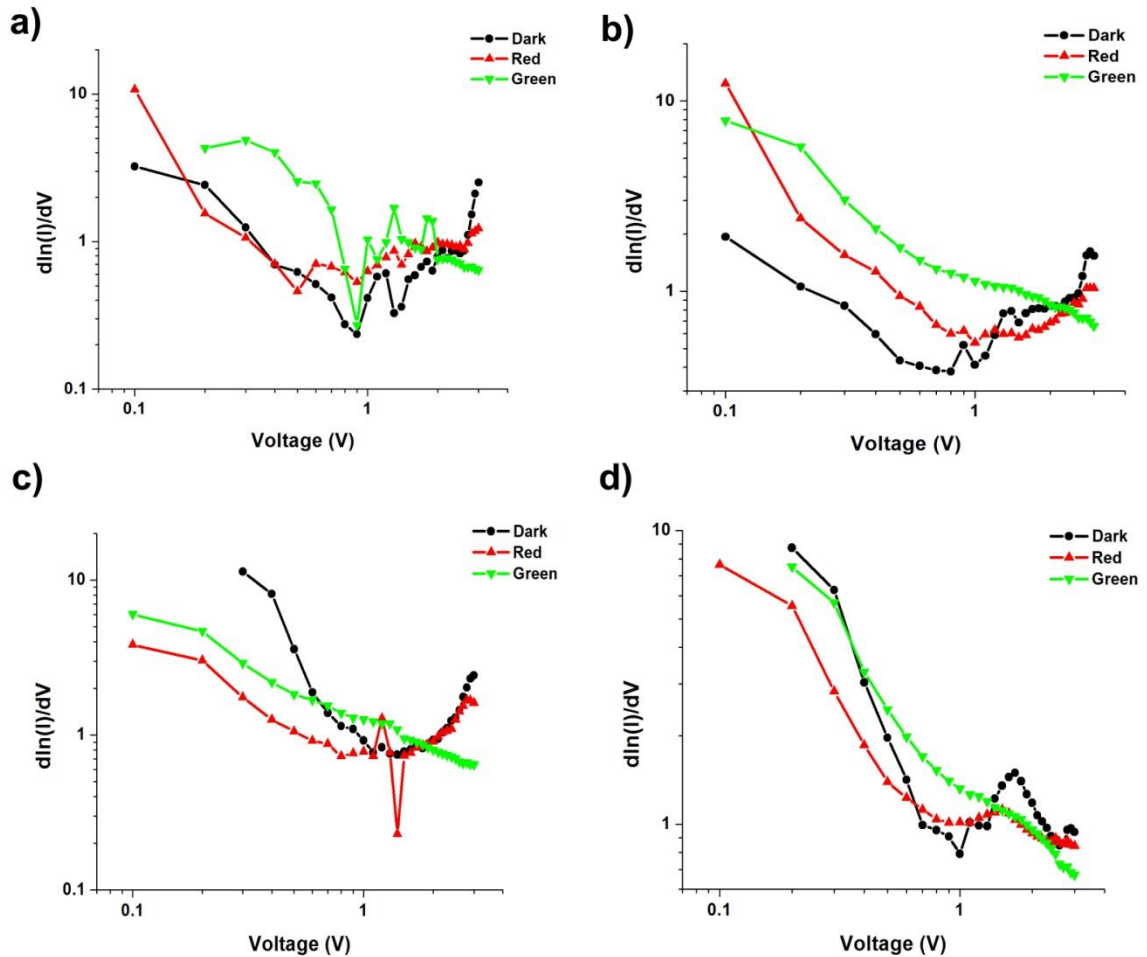 a)
Dark
Red
Green
10
1
0.1
dln(I)/dV
0.1
1
Voltage (V)
b)
Dark
Red
Green
10
1
dln(I)/dV
0.1
1
Voltage (V)
c)
Dark
Red
Green
10
1
0.1
dln(I)/dV
0.1
1
Voltage (V)
d)
Dark
Red
Green
10
1
dln(I)/dV
0.1
1
Voltage (V)